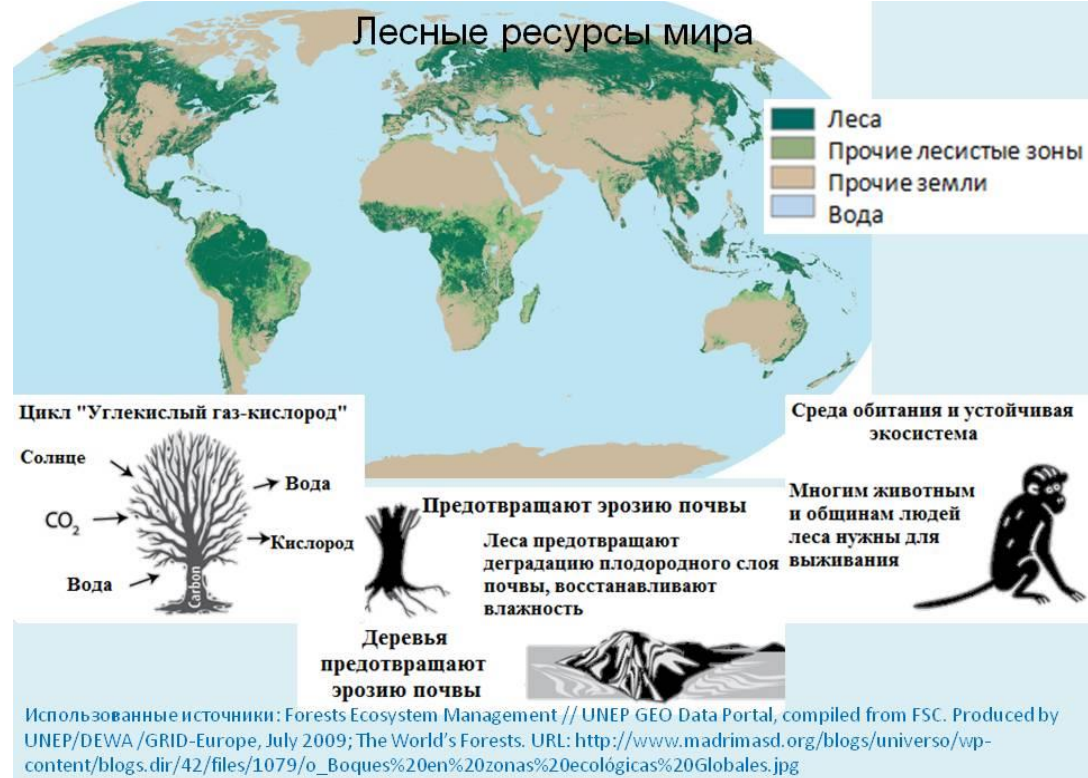 Лесные ресурсы мира
Леса
Прочие лесистые зоны
Прочие земли
Вода
Цикл "Углекислый газ-кислород"
Солнце
CO₂
Вода
Carbon
Вода
Кислород
Предотвращают эрозию почвы
Леса предотвращают
деградацию плодородного слоя
почвы, восстанавливают
влажность
Деревья
предотвращают
эрозию почвы
Среда обитания и устойчивая
экосистема
Многим животным
и общинам людей
леса нужны для
выживания
Использованные источники: Forests Ecosystem Management // UNEP GEO Data Portal, compiled from FSC. Produced by
UNEP/DEWA /GRID-Europe, July 2009; The World's Forests. URL: http://www.madrimasd.org/blogs/universo/wp-
content/blogs.dir/42/files/1079/o_Boques%20en%20zonas%20ecológicas%20Globales.jpg